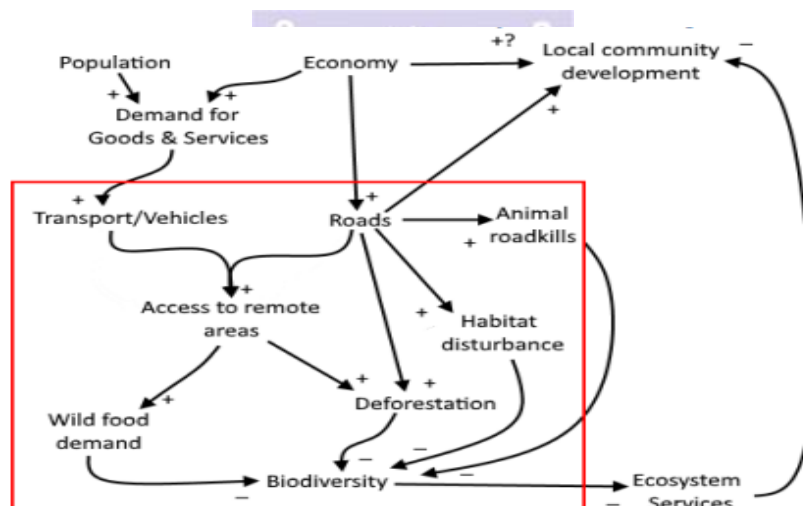 +?
Local community
development
−
Population
Economy
+
+
Demand for
Goods & Services
+
+
+
Transport/Vehicles
Roads
Animal
roadkills
+
+
Access to remote
areas
+
Habitat
disturbance
+
+
+
Deforestation
Wild food
demand
−
−
−
Biodiversity
−
Ecosystem
Services
−